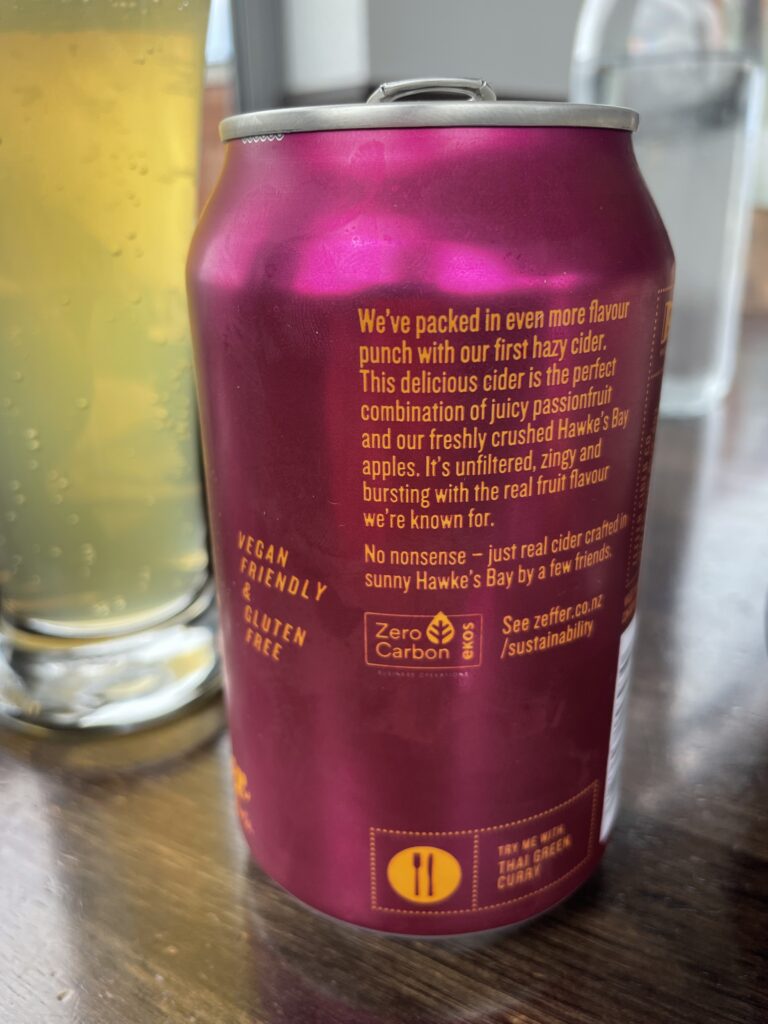 We've packed in even more flavour
punch with our first hazy cider.
This delicious cider is the perfect
combination of juicy passionfruit
and our freshly crushed Hawke's Bay
apples. It's unfiltered, zingy and
bursting with the real fruit flavour
we're known for.
No nonsense – just real cider crafted in
sunny Hawke's Bay by a few friends.
VEGAN
FRIENDLY
&
GLUTEN
FREE
Zero
Carbon
ekos
BUSINESS OPERATIONS
See zeffer.co.nz
/sustainability
TRY ME WITH
THAI GREEN
CURRY